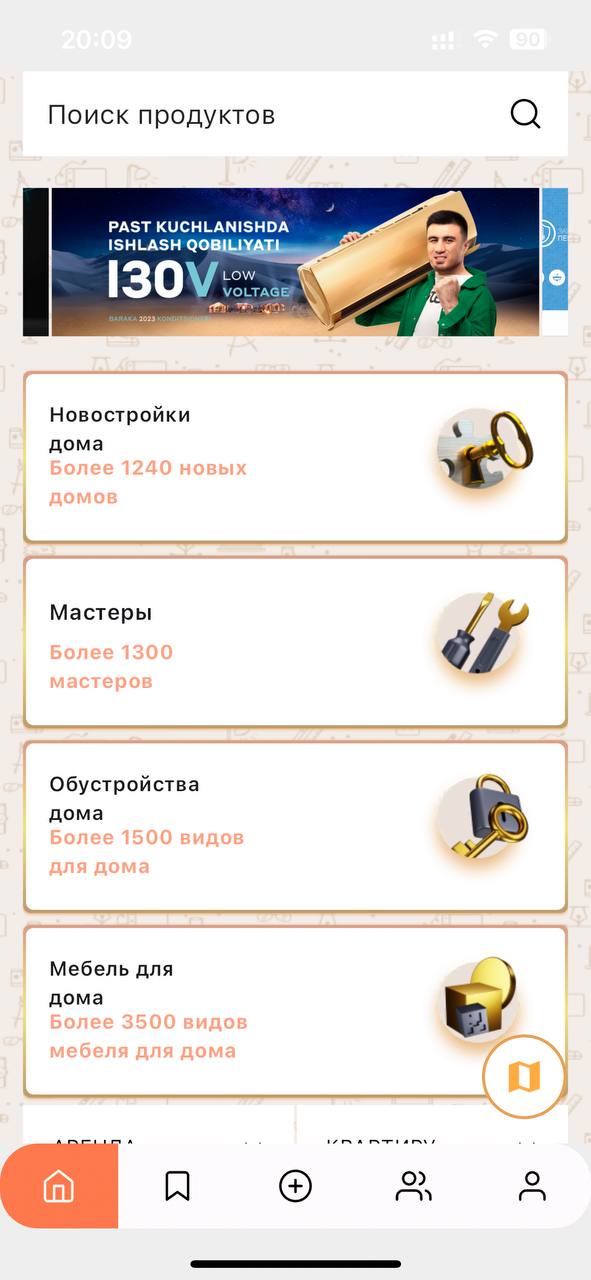 20:09
90
Поиск продуктов
PAST KUCHLANISHDA
ISHLASH QOBILIYATI
130V LOW
VOLTAGE
BARAKA 2023
Новостройки
дома
Более 1240 новых
домов
Мастеры
Более 1300
мастеров
Обустройства
дома
Более 1500 видов
для дома
Мебель для
дома
Более 3500 видов
мебеля для дома
АРЕНДА
КВАРТИРУ